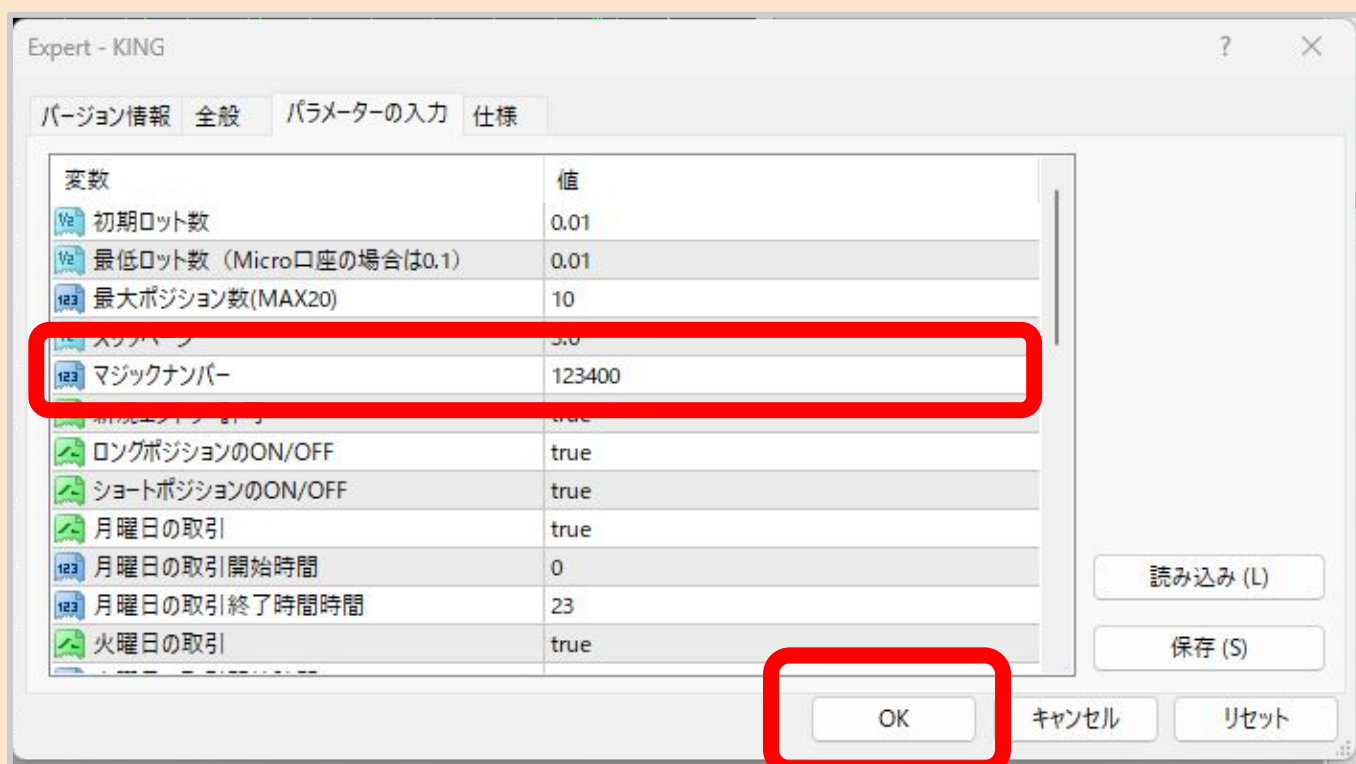 Expert - KING
? ×
バージョン情報 全般 パラメーターの入力 仕様
変数 値
初期ロット数 0.01
最低ロット数（Micro口座の場合は0.1） 0.01
最大ポジション数(MAX20) 10
マジックナンバー 123400
ロングポジションのON/OFF true
ショートポジションのON/OFF true
月曜日の取引 true
月曜日の取引開始時間 0
月曜日の取引終了時間時間 23
火曜日の取引 true
読み込み (L)
保存 (S)
OK キャンセル リセット